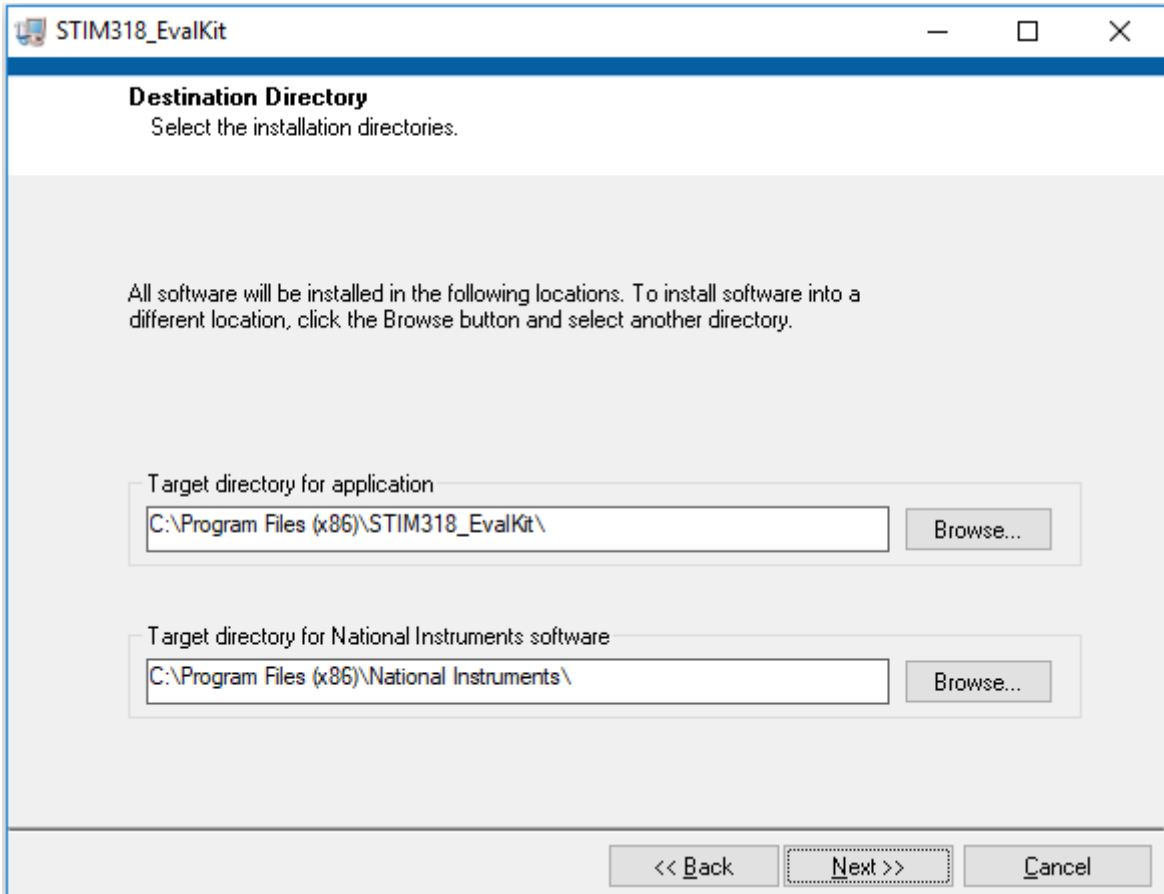 STIM318_EvalKit
Destination Directory
Select the installation directories.
All software will be installed in the following locations. To install software into a
different location, click the Browse button and select another directory.
Target directory for application
C:\Program Files (x86)\STIM318_EvalKit\
Browse...
Target directory for National Instruments software
C:\Program Files (x86)\National Instruments\
Browse...
<< Back
Next >>
Cancel